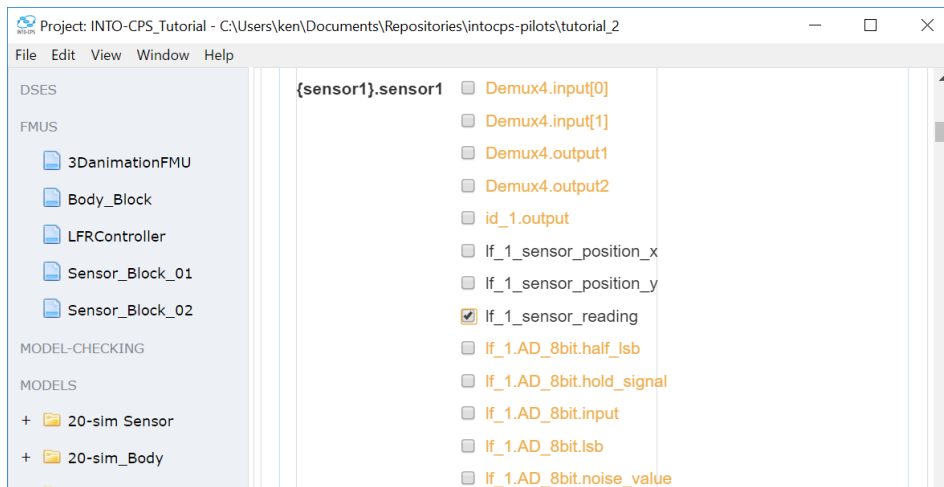 Project: INTO-CPS_Tutorial - C:\Users\ken\Documents\Repositories\intocps-pilots\tutorial_2
INTO-CPS
File Edit View Window Help
DSES
FMUS
3DanimationFMU
Body_Block
LFRController
Sensor_Block_01
Sensor_Block_02
MODEL-CHECKING
MODELS
+ 20-sim Sensor
+ 20-sim_Body
{sensor1}.sensor1
Demux4.input[0]
Demux4.input[1]
Demux4.output1
Demux4.output2
id_1.output
lf_1_sensor_position_x
lf_1_sensor_position_y
lf_1_sensor_reading
lf_1.AD_8bit.half_lsb
lf_1.AD_8bit.hold_signal
lf_1.AD_8bit.input
lf_1.AD_8bit.lsb
lf_1.AD_8bit.noise_value